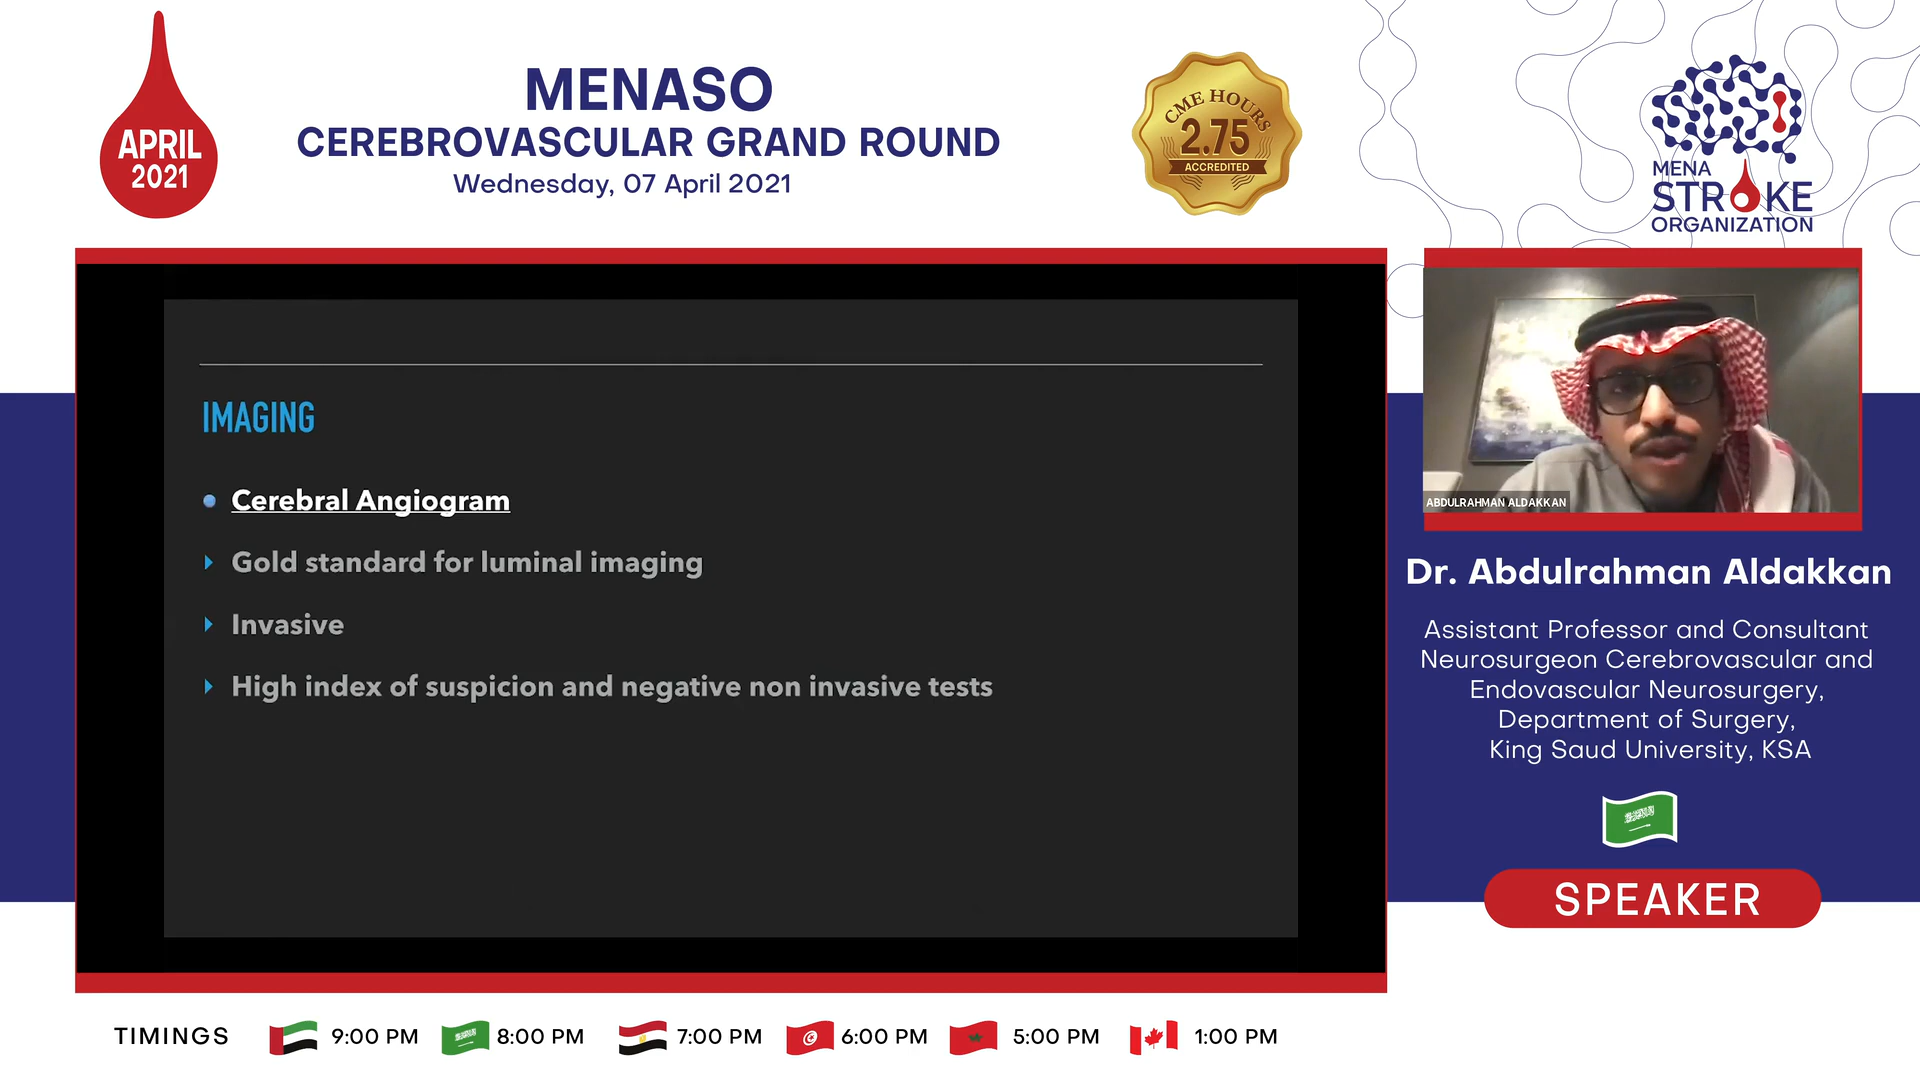 APRIL
2021
MENASO
CEREBROVASCULAR GRAND ROUND
Wednesday, 07 April 2021
CME HOURS
2.75
ACCREDITED
MENA
STROKE
ORGANIZATION
IMAGING
Cerebral Angiogram
Gold standard for luminal imaging
Invasive
High index of suspicion and negative non invasive tests
ABDULRAHMAN ALDAKKAN
Dr. Abdulrahman Aldakkan
Assistant Professor and Consultant
Neurosurgeon Cerebrovascular and
Endovascular Neurosurgery,
Department of Surgery,
King Saud University, KSA
SPEAKER
TIMINGS 9:00 PM 8:00 PM 7:00 PM 6:00 PM 5:00 PM 1:00 PM